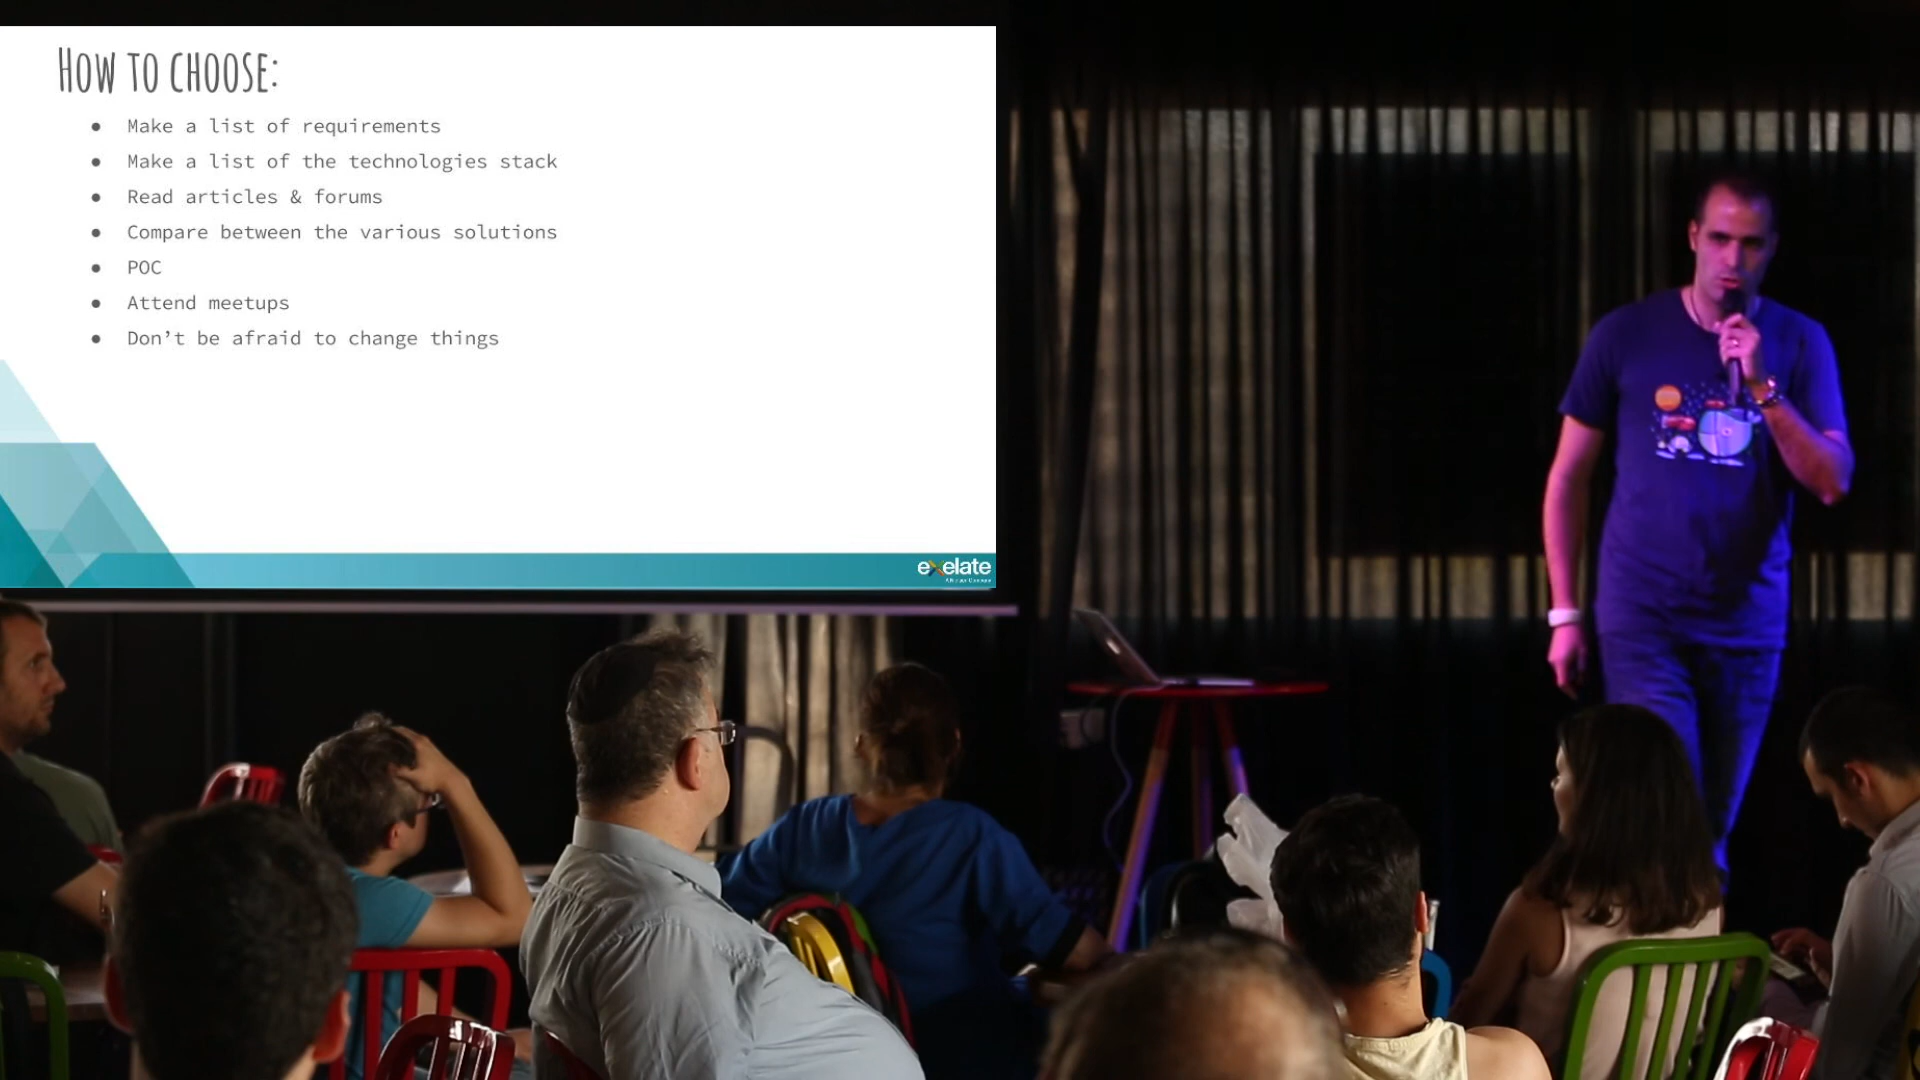 How to choose:
● Make a list of requirements
● Make a list of the technologies stack
● Read articles & forums
● Compare between the various solutions
● POC
● Attend meetups
● Don’t be afraid to change things
exelate